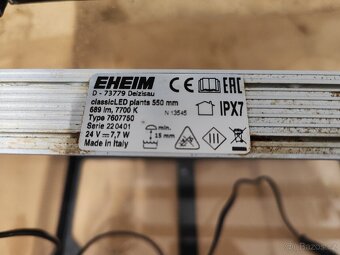 EHEIM
D - 73779 Deizisau
classicLED plants 550 mm
689 lm, 7700 K
Type 7607750
Serie 220401
24 V ⎓ 7,7 W
Made in Italy
CE EAC
IPX7
N 13545
min.
15 mm
III